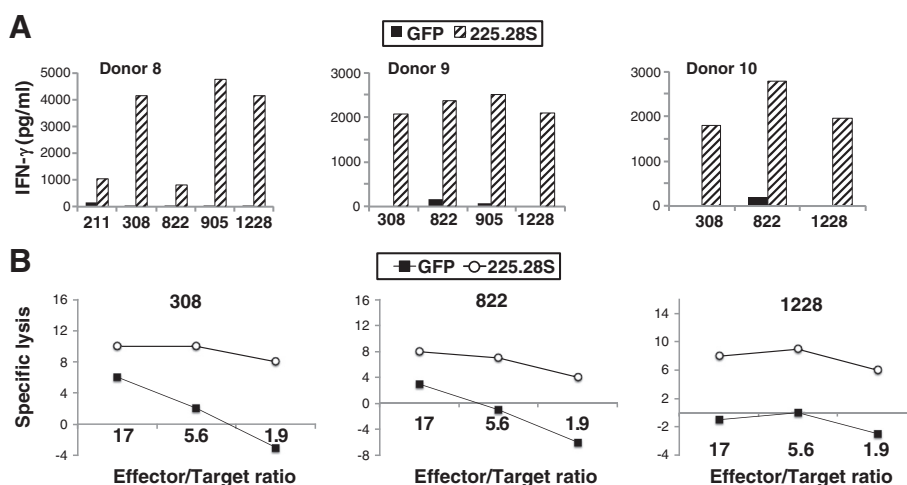 A
GFP 225.28S
IFN-γ (pg/ml)
Donor 8
6000
5000
4000
3000
2000
1000
0
211 308 822 905 1228
Donor 9
3000
2000
1000
0
308 822 905 1228
Donor 10
3000
2000
1000
0
308 822 1228
B
GFP 225.28S
Specific lysis
308
16
12
8
4
0
-4
17 5.6 1.9
Effector/Target ratio
822
16
12
8
4
0
-4
-8
17 5.6 1.9
Effector/Target ratio
1228
14
10
6
2
-2
-6
17 5.6 1.9
Effector/Target ratio